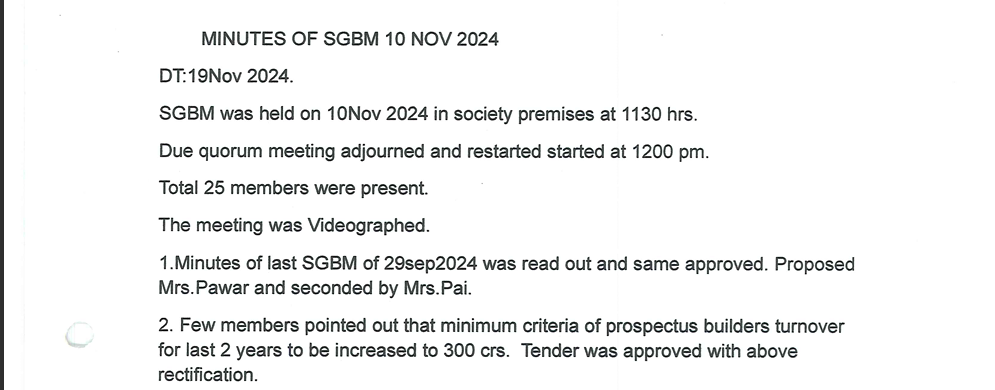 MINUTES OF SGBM 10 NOV 2024
DT:19Nov 2024.
SGBM was held on 10Nov 2024 in society premises at 1130 hrs.
Due quorum meeting adjourned and restarted started at 1200 pm.
Total 25 members were present.
The meeting was Videographed.
1.Minutes of last SGBM of 29sep2024 was read out and same approved. Proposed
Mrs.Pawar and seconded by Mrs.Pai.
2. Few members pointed out that minimum criteria of prospectus builders turnover
for last 2 years to be increased to 300 crs.  Tender was approved with above
rectification.